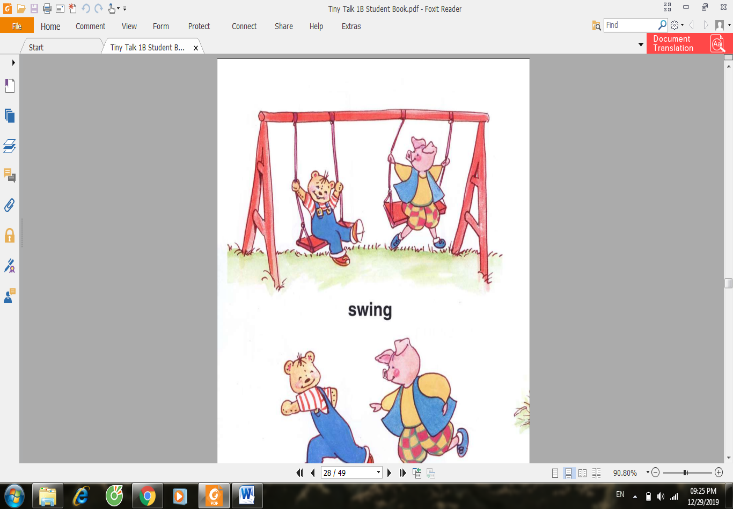 Tiny Talk 1B Student Book.pdf - Foxit Reader
File Home Comment View Form Protect Connect Share Help Extras
Find
Document Translation
Start
Tiny Talk 1B Student B... x
swing
28 / 49
90.80%
EN
09:25 PM
12/29/2019